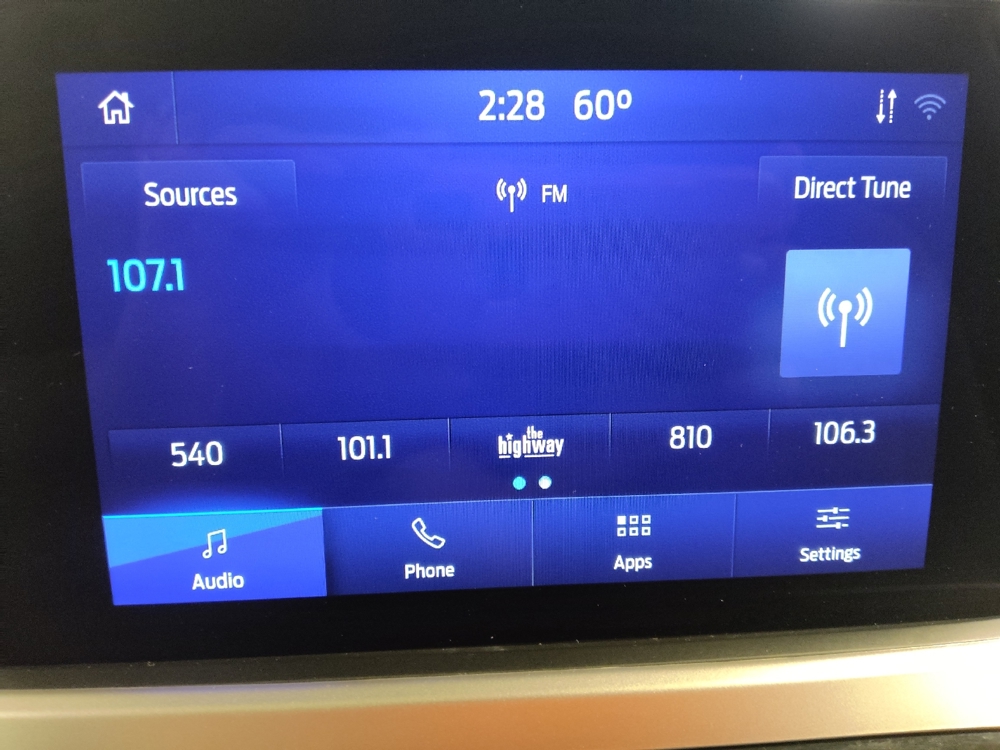 2:28 60º
Sources
FM
Direct Tune
107.1
540
101.1
the
highway
810
106.3
Audio
Phone
Apps
Settings